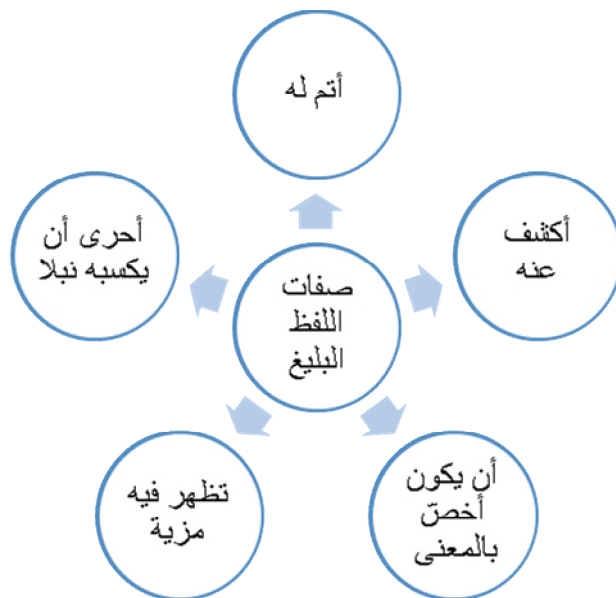 أتم له
أكشف
عنه
أن يكون
أخصّ
بالمعنى
تظهر فيه
مزية
أحرى أن
يكسبه نبلا
صفات
اللفظ
البليغ